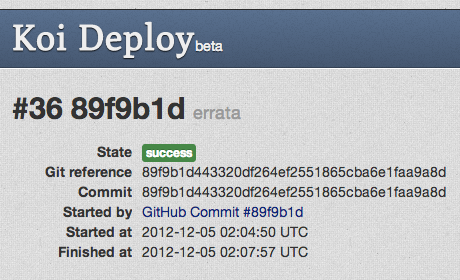 Koi Deploy beta
#36 89f9b1d errata
State success
Git reference 89f9b1d443320df264ef2551865cba6e1faa9a8d
Commit 89f9b1d443320df264ef2551865cba6e1faa9a8d
Started by GitHub Commit #89f9b1d
Started at 2012-12-05 02:04:50 UTC
Finished at 2012-12-05 02:07:57 UTC